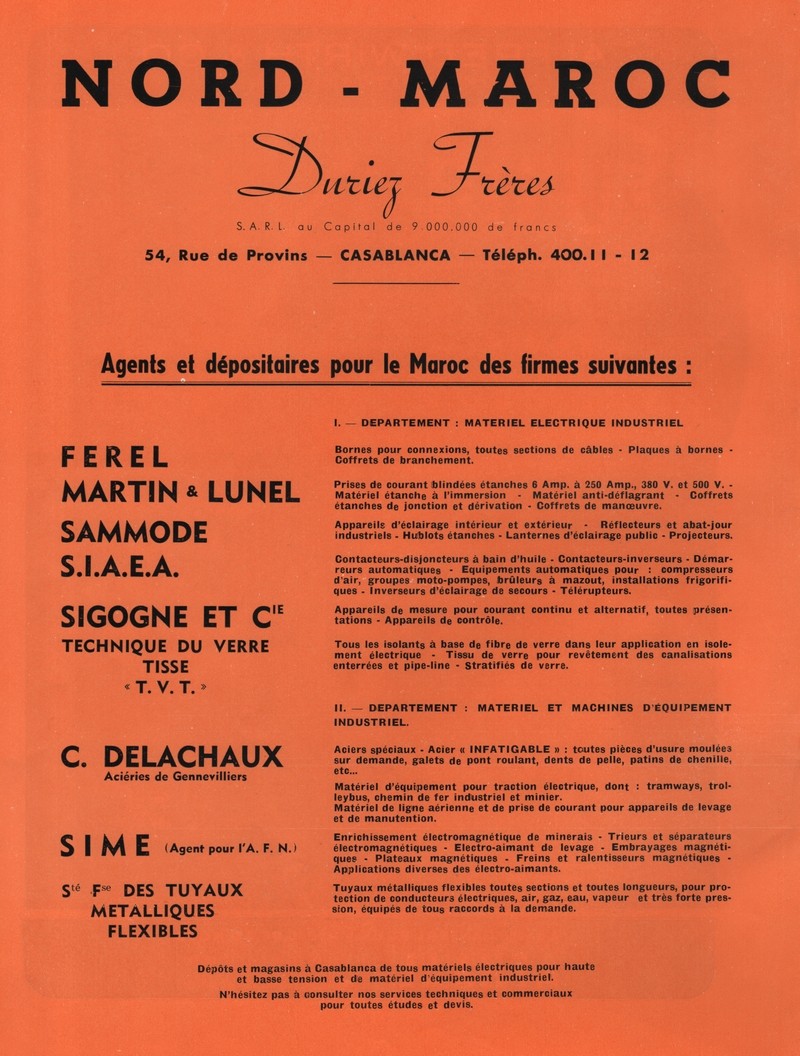 NORD - MAROC
Duriez Frères
S.A.R.L. au Capital de 9.000.000 de francs
54, Rue de Provins — CASABLANCA — Téléph. 400.11 - 12
Agents et dépositaires pour le Maroc des firmes suivantes :
I. — DEPARTEMENT : MATERIEL ELECTRIQUE INDUSTRIEL
FEREL
Bornes pour connexions, toutes sections de câbles - Plaques à bornes -
Coffrets de branchement.
MARTIN & LUNEL
Prises de courant blindées étanches 6 Amp. à 250 Amp., 380 V. et 500 V. -
Matériel étanche à l'immersion - Matériel anti-déflagrant - Coffrets
étanches de jonction et dérivation - Coffrets de manœuvre.
SAMMODE
Appareils d'éclairage intérieur et extérieur - Réflecteurs et abat-jour
industriels - Hublots étanches - Lanternes d'éclairage public - Projecteurs.
S.I.A.E.A.
Contacteurs-disjoncteurs à bain d'huile - Contacteurs-inverseurs - Démar-
reurs automatiques - Equipements automatiques pour : compresseurs
d'air, groupes moto-pompes, brûleurs à mazout, installations frigorifi-
ques - Inverseurs d'éclairage de secours - Télérupteurs.
SIGOGNE ET CIE
Appareils de mesure pour courant continu et alternatif, toutes présen-
tations - Appareils de contrôle.
TECHNIQUE DU VERRE
TISSE
« T. V. T. »
Tous les isolants à base de fibre de verre dans leur application en isole-
ment électrique - Tissu de verre pour revêtement des canalisations
enterrées et pipe-line - Stratifiés de verre.
II. — DEPARTEMENT : MATERIEL ET MACHINES D'ÉQUIPEMENT
INDUSTRIEL.
C. DELACHAUX
Aciéries de Gennevilliers
Aciers spéciaux - Acier « INFATIGABLE » : toutes pièces d'usure moulées
sur demande, galets de pont roulant, dents de pelle, patins de chenille,
etc...
Matériel d'équipement pour traction électrique, dont : tramways, trol-
leybus, chemin de fer industriel et minier.
Matériel de ligne aérienne et de prise de courant pour appareils de levage
et de manutention.
SIME (Agent pour l'A. F. N.)
Enrichissement électromagnétique de minerais - Trieurs et séparateurs
électromagnétiques - Electro-aimant de levage - Embrayages magnéti-
ques - Plateaux magnétiques - Freins et ralentisseurs magnétiques -
Applications diverses des électro-aimants.
Sté Fse DES TUYAUX
METALLIQUES
FLEXIBLES
Tuyaux métalliques flexibles toutes sections et toutes longueurs, pour pro-
tection de conducteurs électriques, air, gaz, eau, vapeur et très forte pres-
sion, équipés de tous raccords à la demande.
Dépôts et magasins à Casablanca de tous matériels électriques pour haute
et basse tension et de matériel d'équipement industriel.
N'hésitez pas à consulter nos services techniques et commerciaux
pour toutes études et devis.